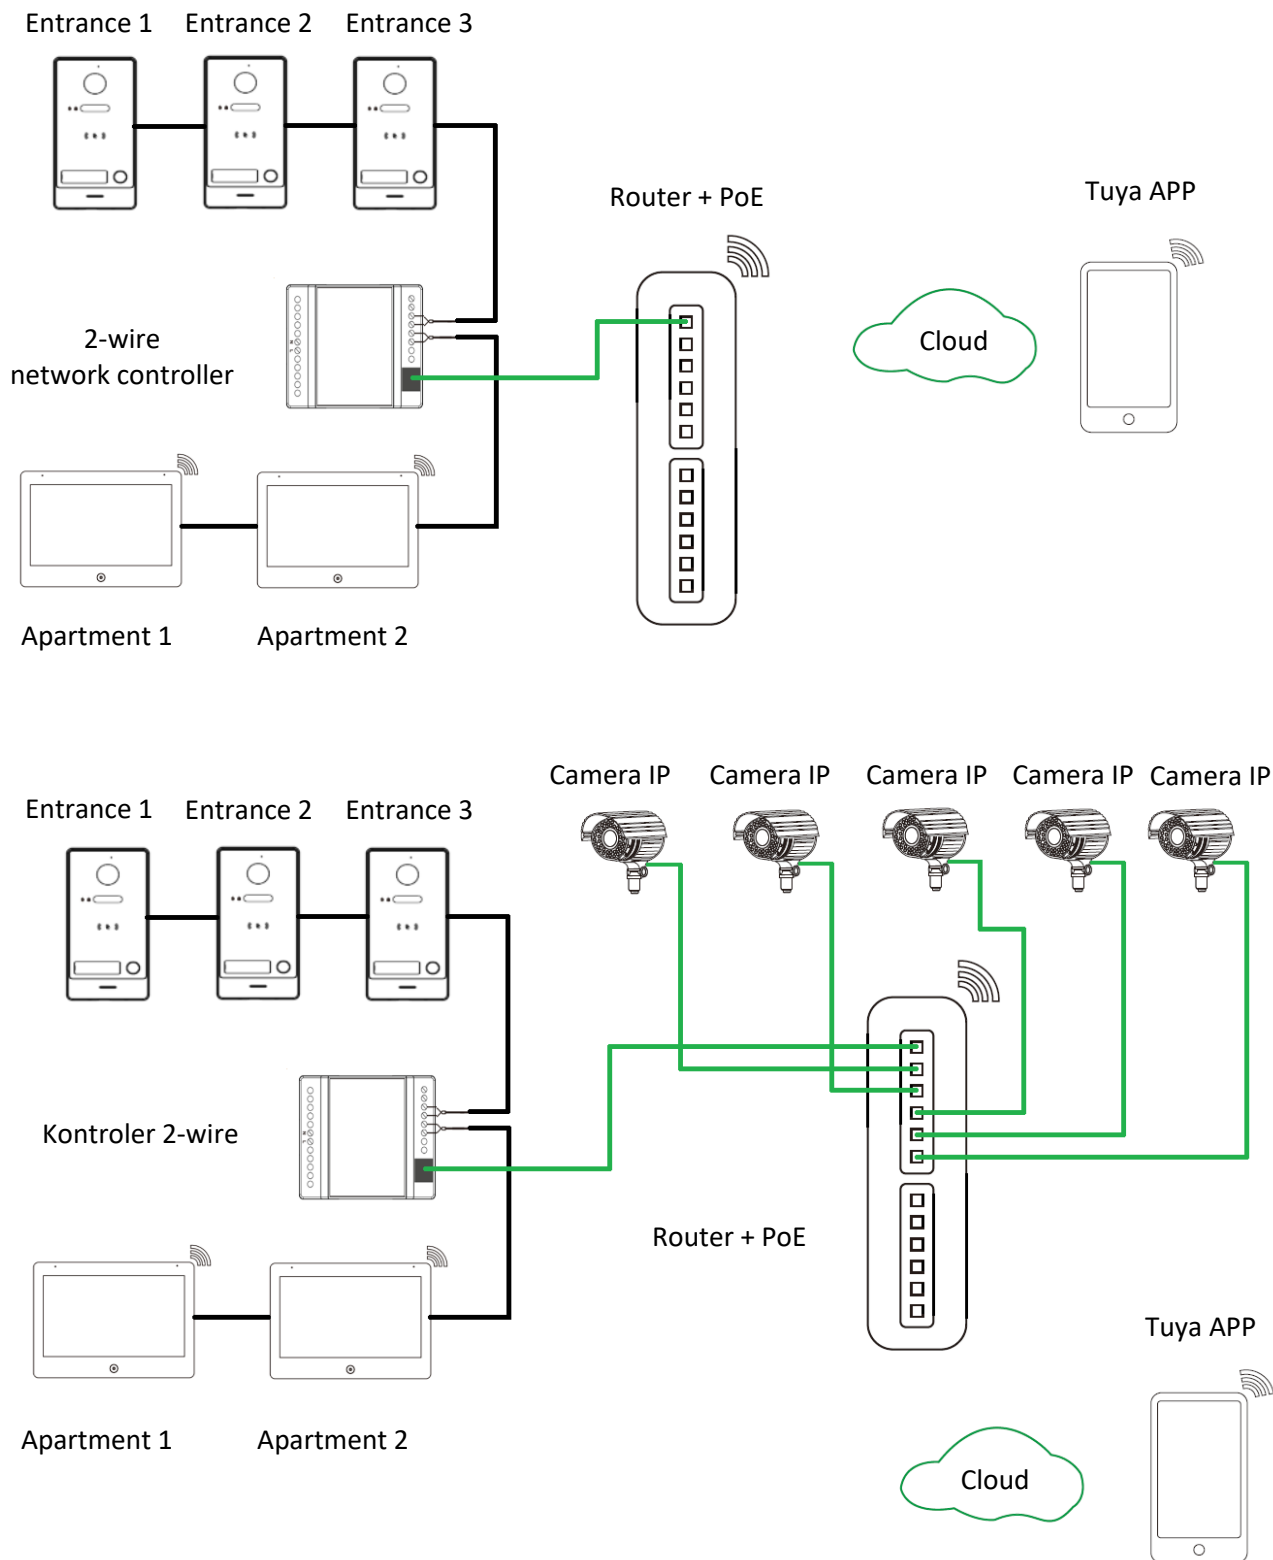 Entrance 1
Entrance 2
Entrance 3
Router + PoE
Tuya APP
2-wire
network controller
Cloud
Apartment 1
Apartment 2
Camera IP
Camera IP
Camera IP
Camera IP
Camera IP
Entrance 1
Entrance 2
Entrance 3
Kontroler 2-wire
Router + PoE
Tuya APP
Apartment 1
Apartment 2
Cloud